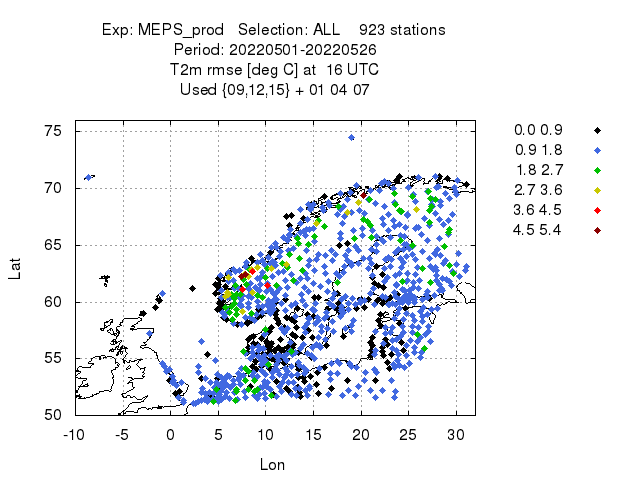 Exp: MEPS_prod   Selection: ALL    923 stations
Period: 20220501-20220526
T2m rmse [deg C] at  16 UTC
Used {09,12,15} + 01 04 07
0.0 0.9
0.9 1.8
1.8 2.7
2.7 3.6
3.6 4.5
4.5 5.4
75
70
65
60
55
50
Lat
-10 -5 0 5 10 15 20 25 30
Lon